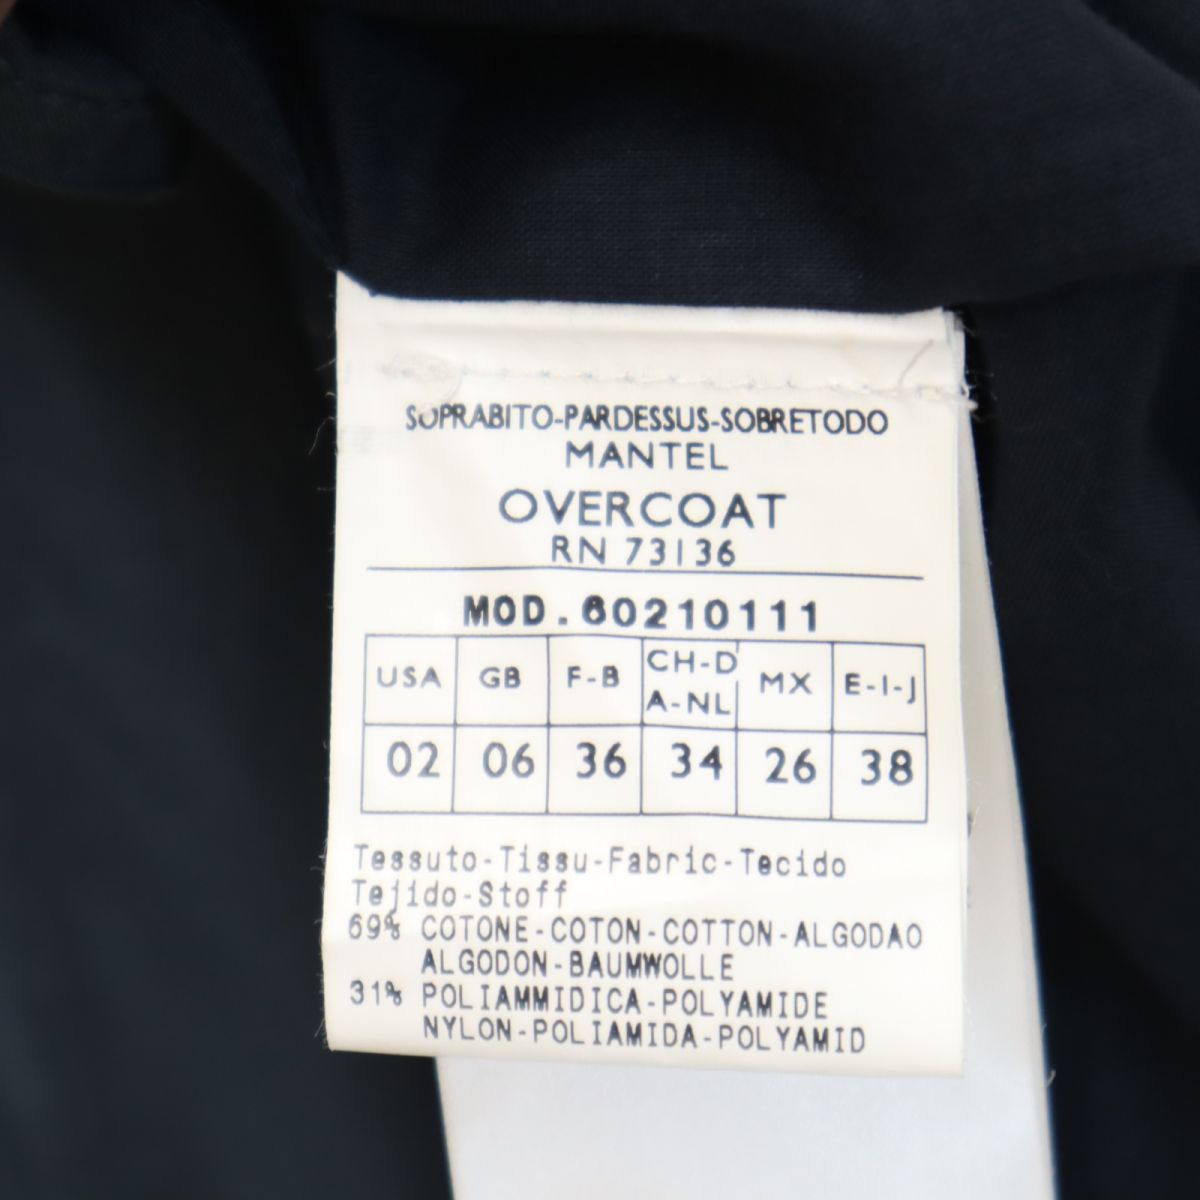 SOPRABITO-PARDESSUS-SOBRETODO
MANTEL
OVERCOAT
RN 73136
MOD.60210111
USA GB F-B CH-D A-NL MX E-I-J
02 06 36 34 26 38
Tessuto-Tissu-Fabric-Tecido
Tejido-Stoff
69% COTONE-COTON-COTTON-ALGODAO
ALGODON-BAUMWOLLE
31% POLIAMMIDICA-POLYAMIDE
NYLON-POLIAMIDA-POLYAMID